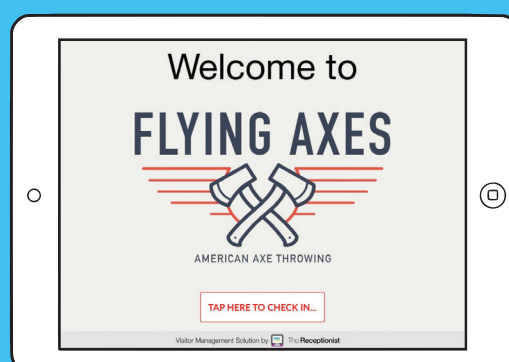 Welcome to
FLYING AXES
AMERICAN AXE THROWING
TAP HERE TO CHECK IN...
Visitor Management Solution by The Receptionist